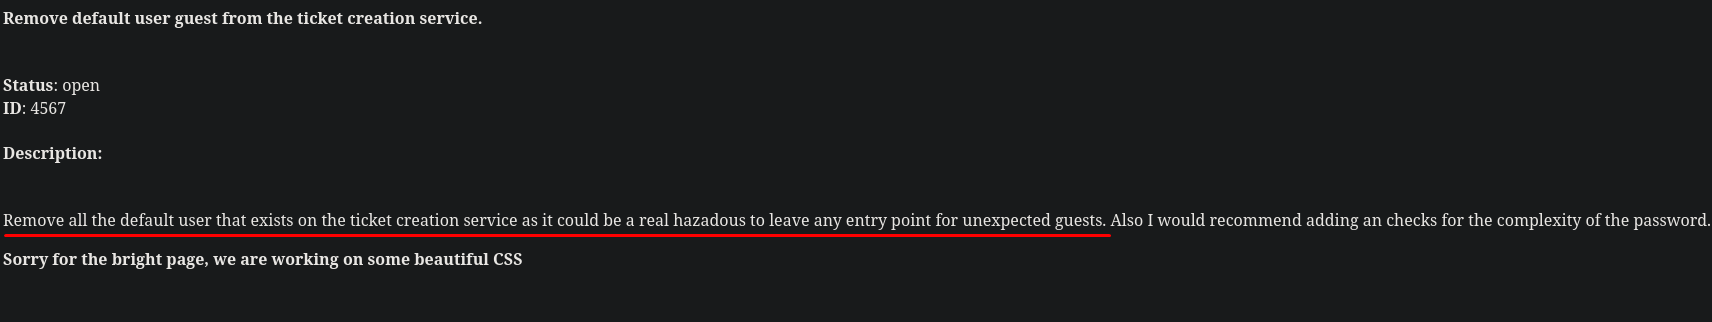 Remove default user guest from the ticket creation service.
Status: open
ID: 4567
Description:
Remove all the default user that exists on the ticket creation service as it could be a real hazadous to leave any entry point for unexpected guests. Also I would recommend adding an checks for the complexity of the password.
Sorry for the bright page, we are working on some beautiful CSS